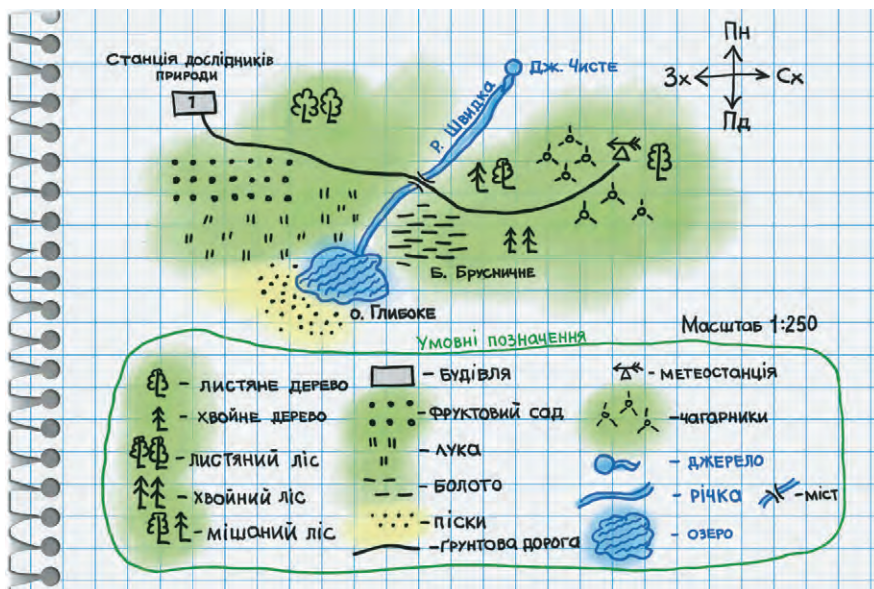 Станція дослідників
природи
1
Дж. Чисте
Р. Швидка
Пн
Зх
Сх
Пд
Б. Брусничне
о. Глибоке
Масштаб 1:250
Умовні позначення
- листяне дерево
- хвойне дерево
- листяний ліс
- хвойний ліс
- мішаний ліс
- будівля
- фруктовий сад
- лука
- болото
- піски
- ґрунтова дорога
- метеостанція
- чагарники
- джерело
- річка
- міст
- озеро